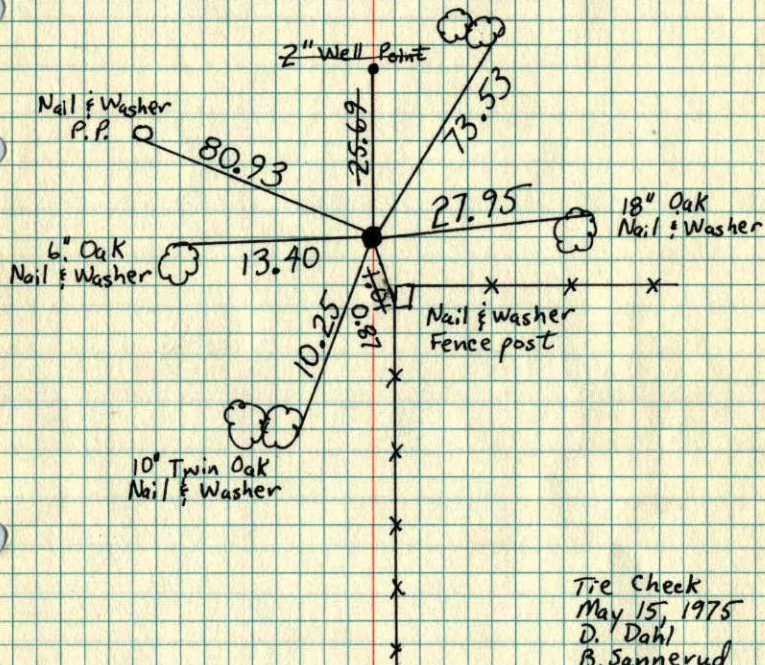 2" Well Point
25.69
73.53
Nail & Washer
P.P.
80.93
27.95
18" Oak
Nail & Washer
6" Oak
Nail & Washer
13.40
0.87
Nail & Washer
Fence post
10.25
10" Twin Oak
Nail & Washer
Tie Check
May 15, 1975
D. Dahl
B. Sannerud